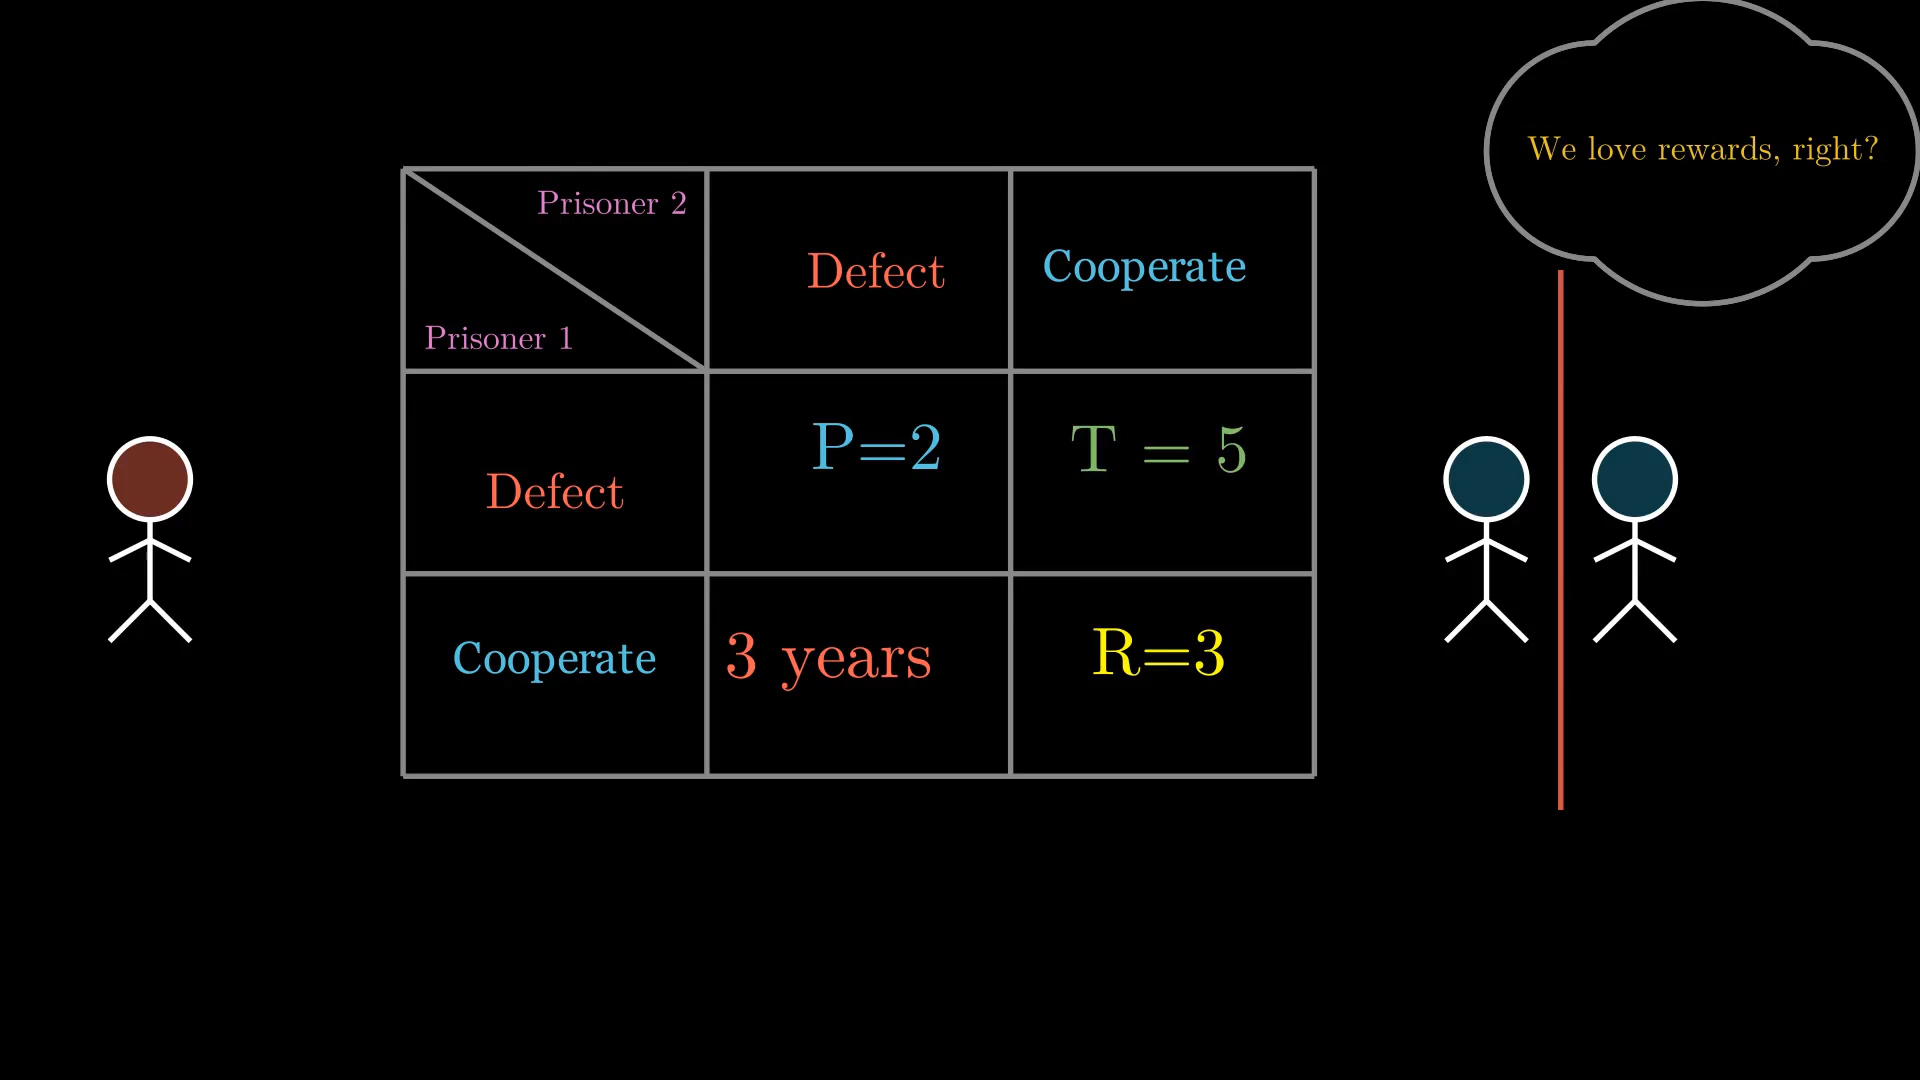 We love rewards, right?
Prisoner 2
Prisoner 1
Defect
Cooperate
Defect
P=2
T = 5
Cooperate
3 years
R=3